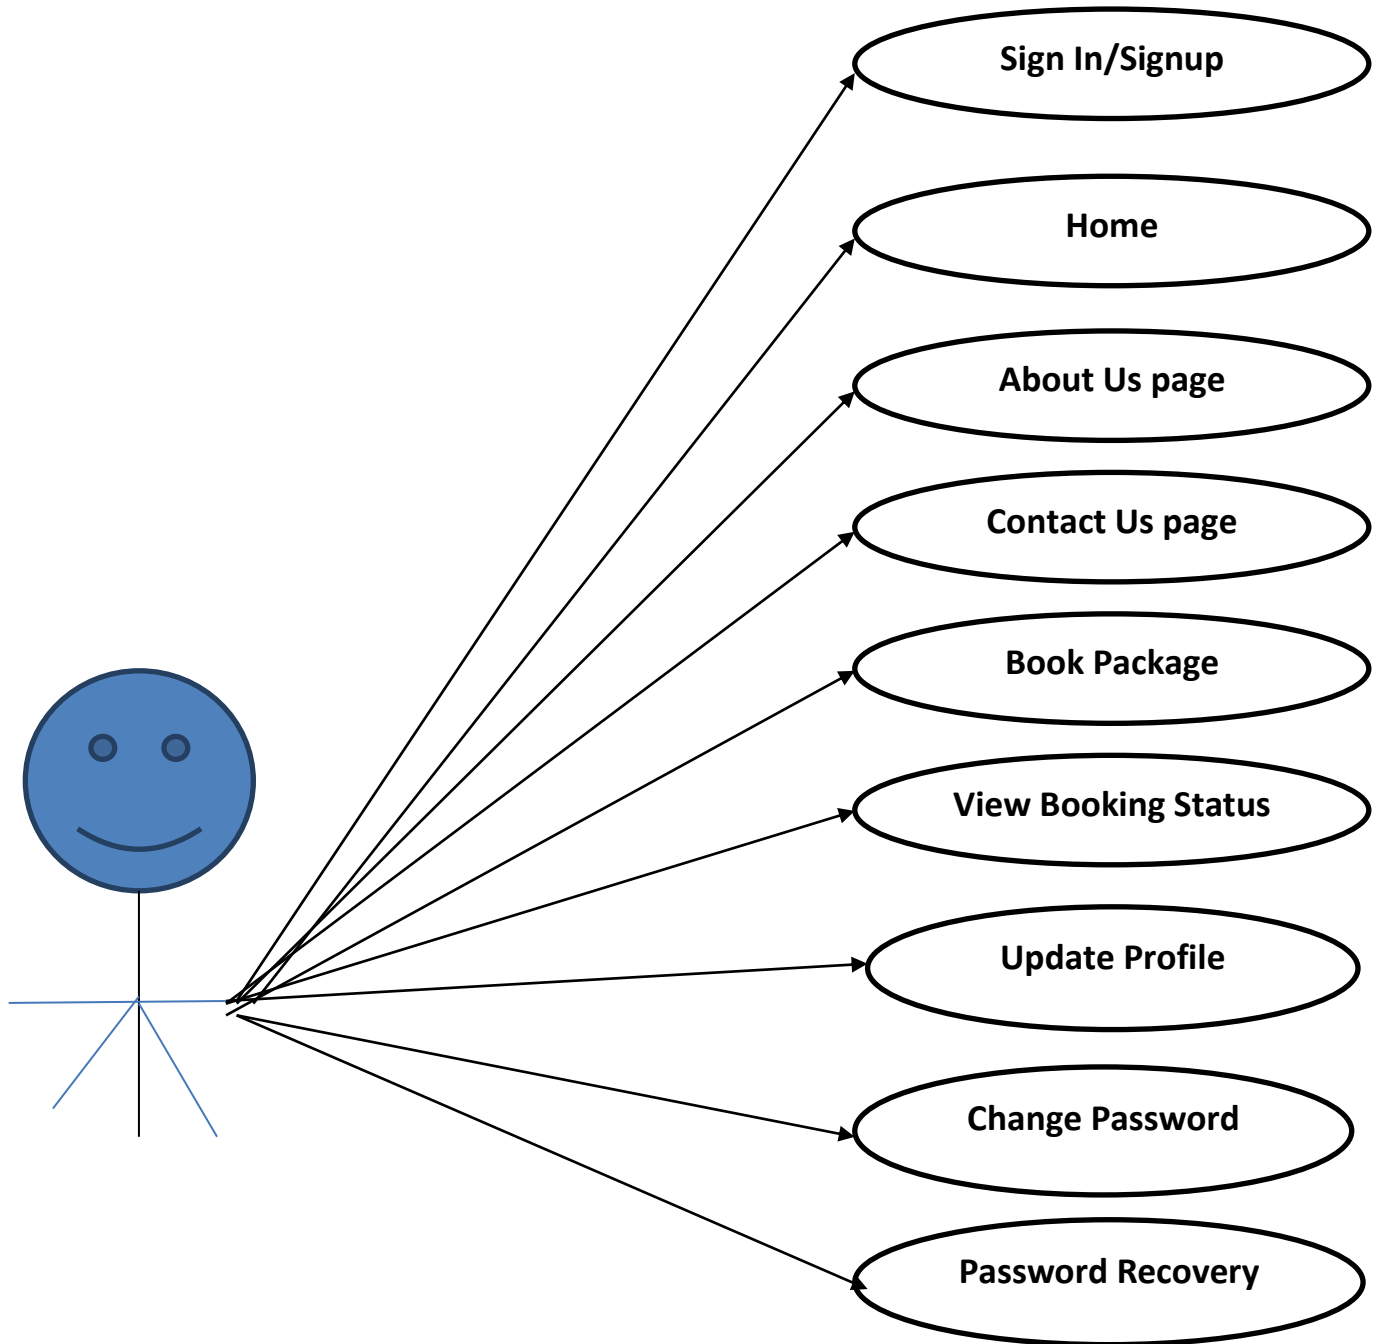 Sign In/Signup
Home
About Us page
Contact Us page
Book Package
View Booking Status
Update Profile
Change Password
Password Recovery